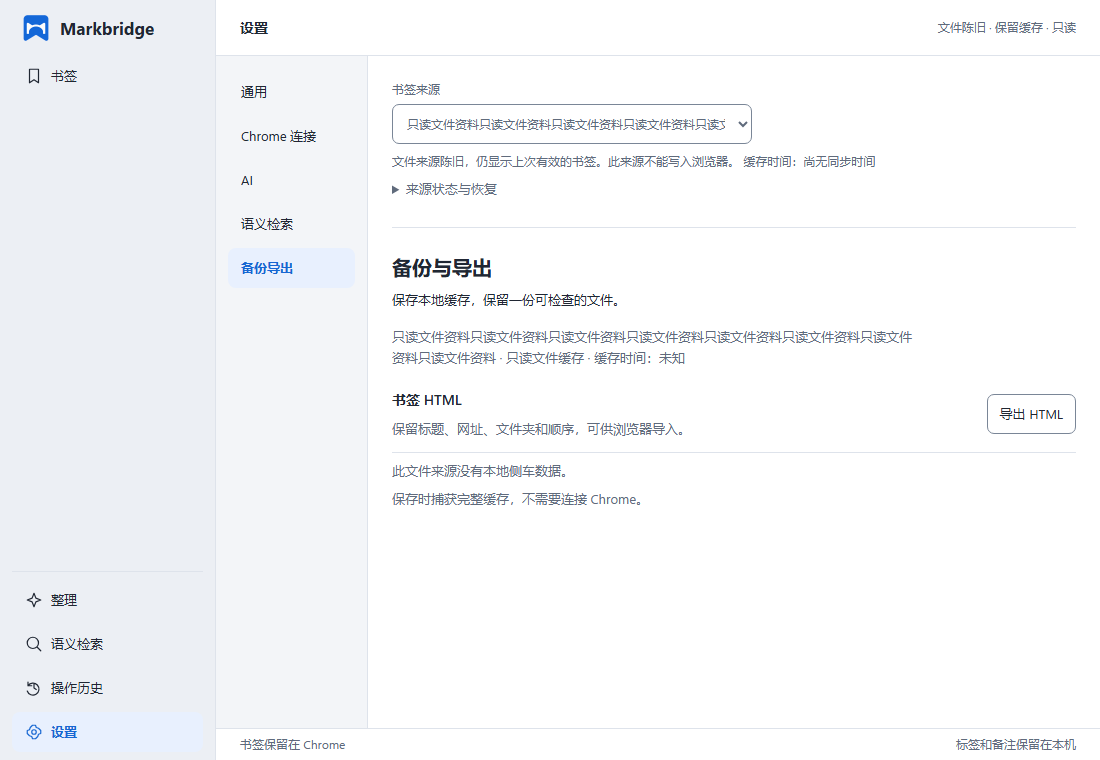 Markbridge
书签
整理
语义检索
操作历史
设置
设置
文件陈旧 · 保留缓存 · 只读
通用
Chrome 连接
AI
语义检索
备份导出
书签来源
只读文件资料只读文件资料只读文件资料只读文件资料只读文
文件来源陈旧，仍显示上次有效的书签。此来源不能写入浏览器。 缓存时间：尚无同步时间
来源状态与恢复
备份与导出
保存本地缓存，保留一份可检查的文件。
只读文件资料只读文件资料只读文件资料只读文件资料只读文件资料只读文件资料只读文件
资料只读文件资料 · 只读文件缓存 · 缓存时间：未知
书签 HTML
保留标题、网址、文件夹和顺序，可供浏览器导入。
导出 HTML
此文件来源没有本地侧车数据。
保存时捕获完整缓存，不需要连接 Chrome。
书签保留在 Chrome
标签和备注保留在本机